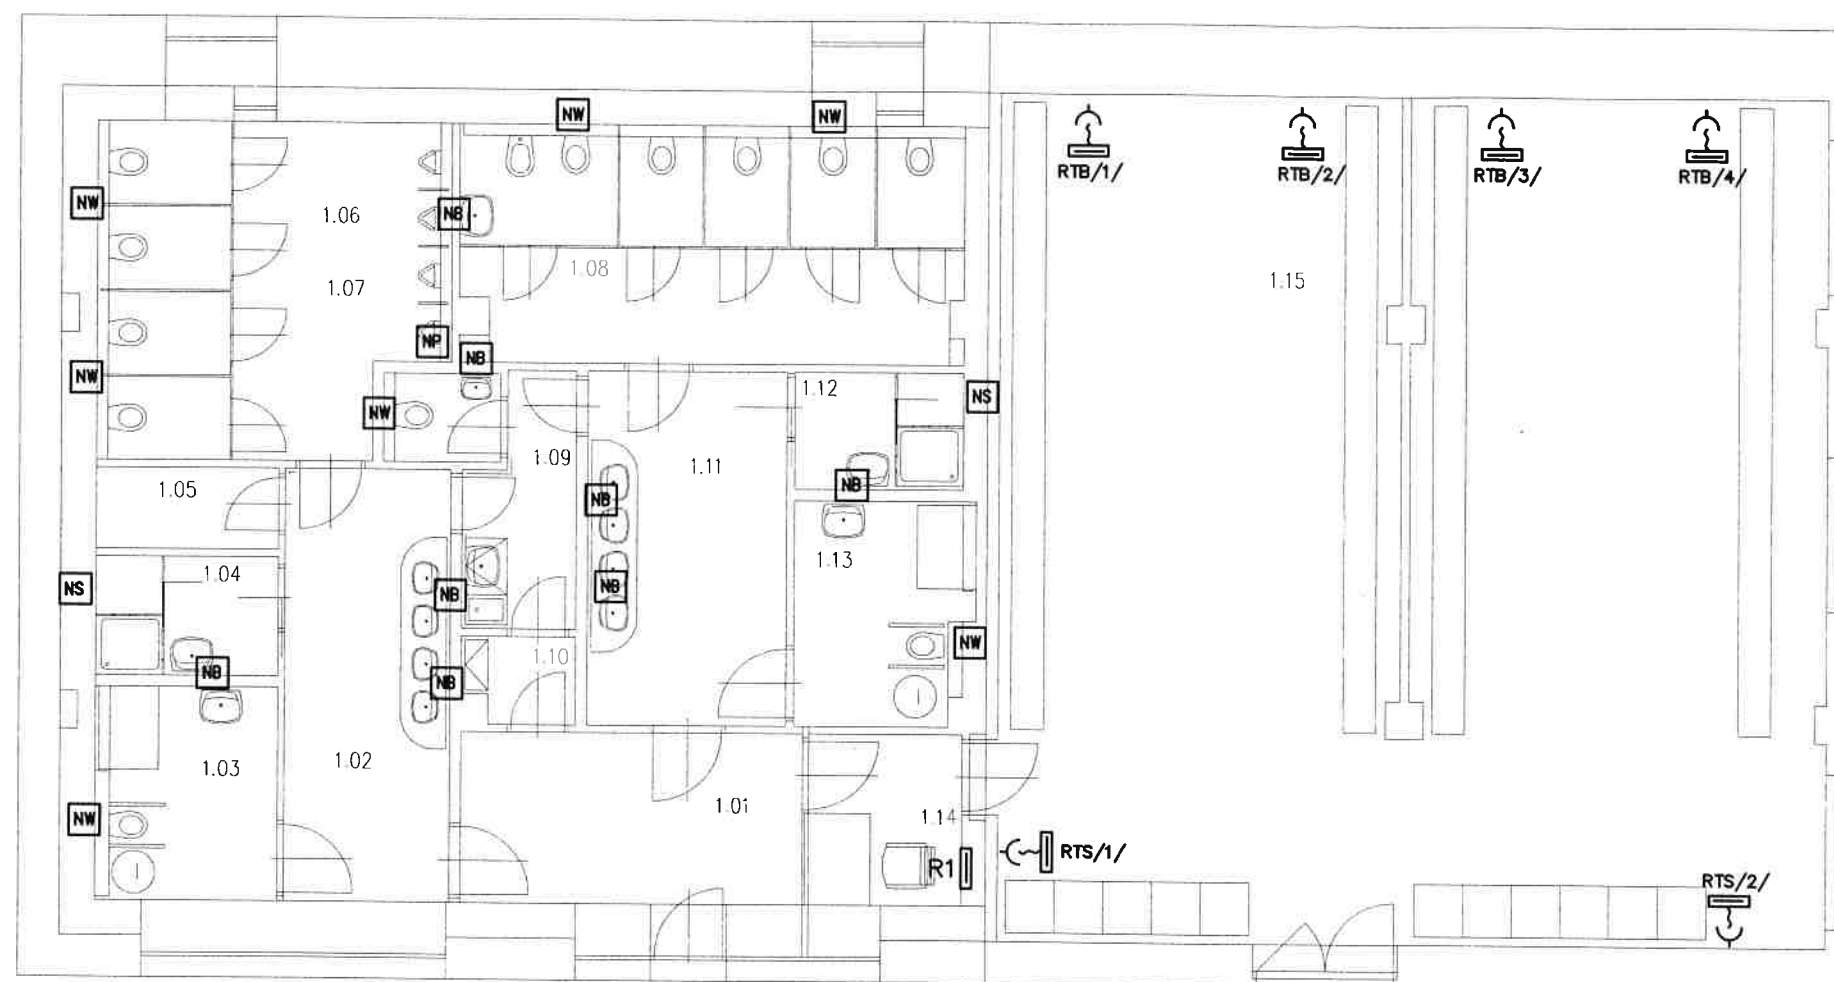 NW NW
RTB/1/ RTB/2/ RTB/3/ RTB/4/
NW 1.06 NB
1.08 1.15
1.07
NP NB
NW NW 1.12 NS
1.09 1.11
1.05 NB NB
1.04 1.13
NS NB NB
NW
1.10
NB NB
1.03 1.02
1.01
NW 1.14
R1 RTS/1/
RTS/2/